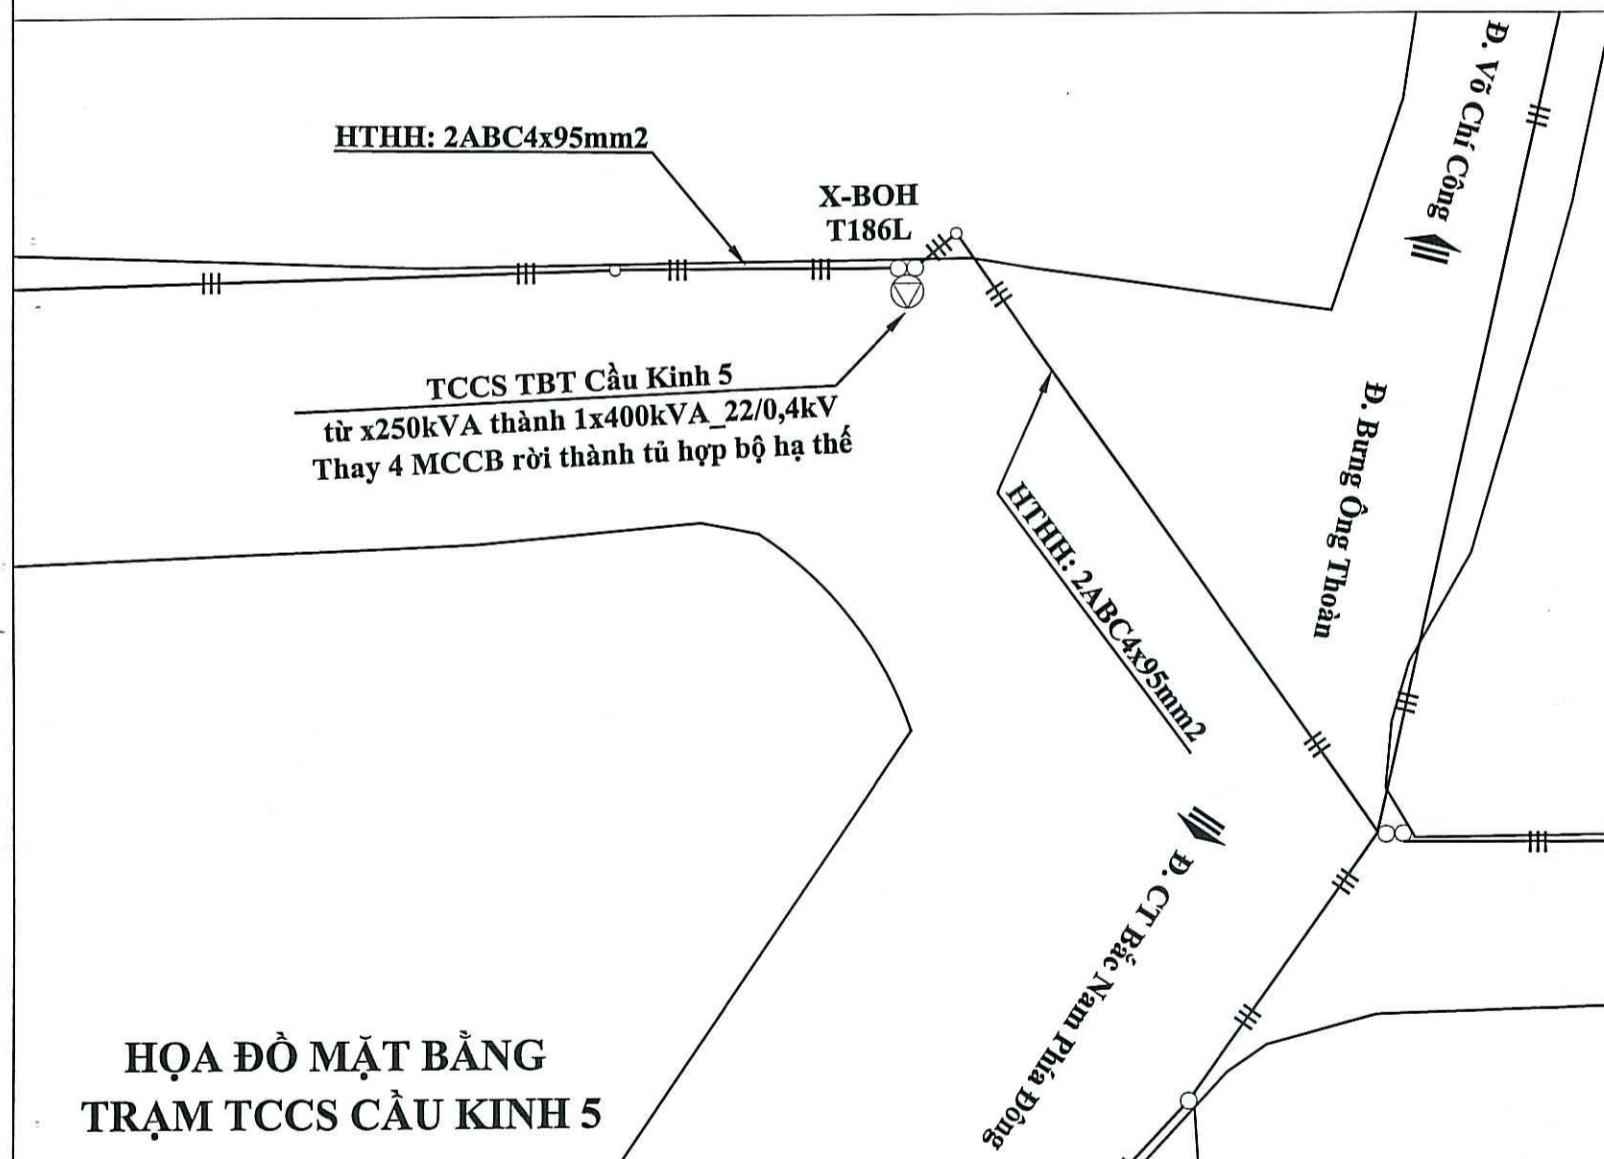 Đ. Võ Chí Công
HTHH: 2ABC4x95mm2
X-BOH
T186L
TCCS TBT Cầu Kinh 5
từ x250kVA thành 1x400kVA_22/0,4kV
Thay 4 MCCB rời thành tủ hợp bộ hạ thế
Đ. Bưng Ông Thoàn
HTHH: 2ABC4x95mm2
Đ. CT Bắc Nam Phía Đông
HỌA ĐỒ MẶT BẰNG
TRẠM TCCS CẦU KINH 5